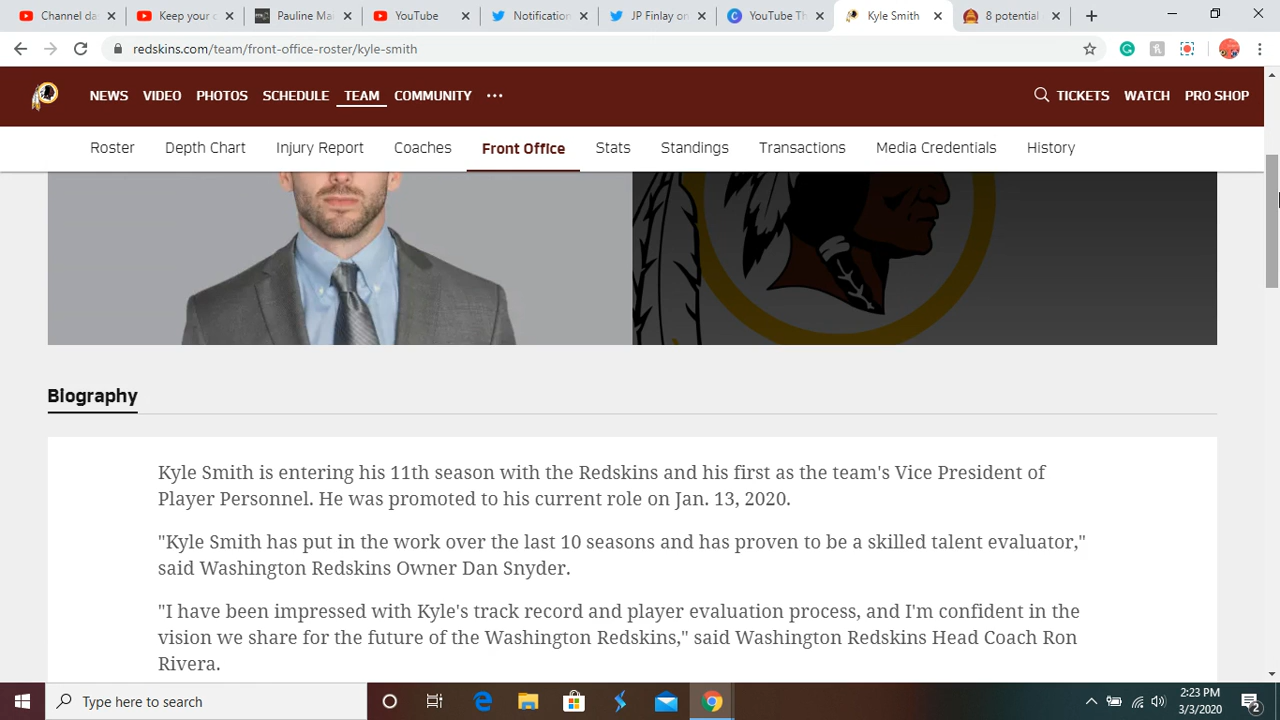 Channel da
Keep your c
Pauline Ma
YouTube
Notification
JP Finlay on
YouTube Th
Kyle Smith
8 potential
redskins.com/team/front-office-roster/kyle-smith
NEWS VIDEO PHOTOS SCHEDULE TEAM COMMUNITY ••• TICKETS WATCH PRO SHOP
Roster Depth Chart Injury Report Coaches Front Office Stats Standings Transactions Media Credentials History
Biography
Kyle Smith is entering his 11th season with the Redskins and his first as the team's Vice President of
Player Personnel. He was promoted to his current role on Jan. 13, 2020.
"Kyle Smith has put in the work over the last 10 seasons and has proven to be a skilled talent evaluator,"
said Washington Redskins Owner Dan Snyder.
"I have been impressed with Kyle's track record and player evaluation process, and I'm confident in the
vision we share for the future of the Washington Redskins," said Washington Redskins Head Coach Ron
Rivera.
Type here to search
2:23 PM
3/3/2020
2